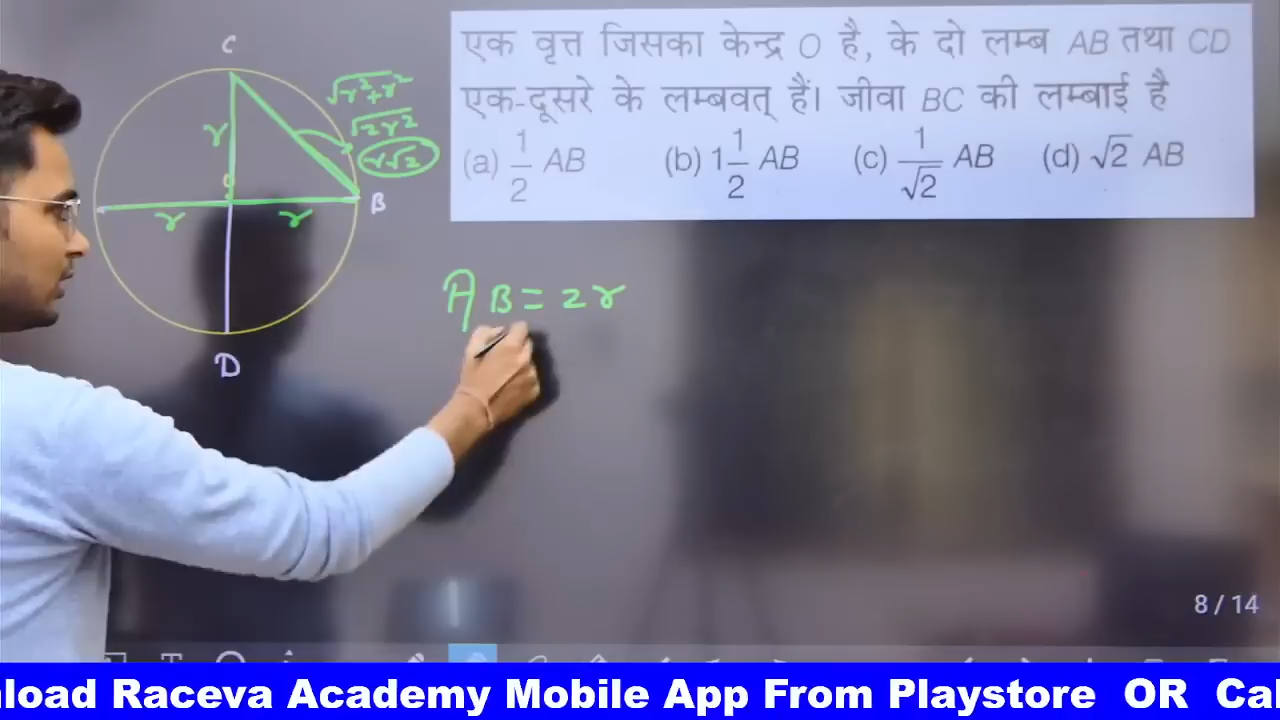 C
√r²+r²
√2r²
r√2
r
O
B
r
r
D
एक वृत्त जिसका केन्द्र O है, के दो लम्ब AB तथा CD
एक-दूसरे के लम्बवत् हैं। जीवा BC की लम्बाई है
(a) 1/2 AB (b) 1 1/2 AB (c) 1/√2 AB (d) √2 AB
AB = 2r
8 / 14
nload Raceva Academy Mobile App From Playstore OR Cal